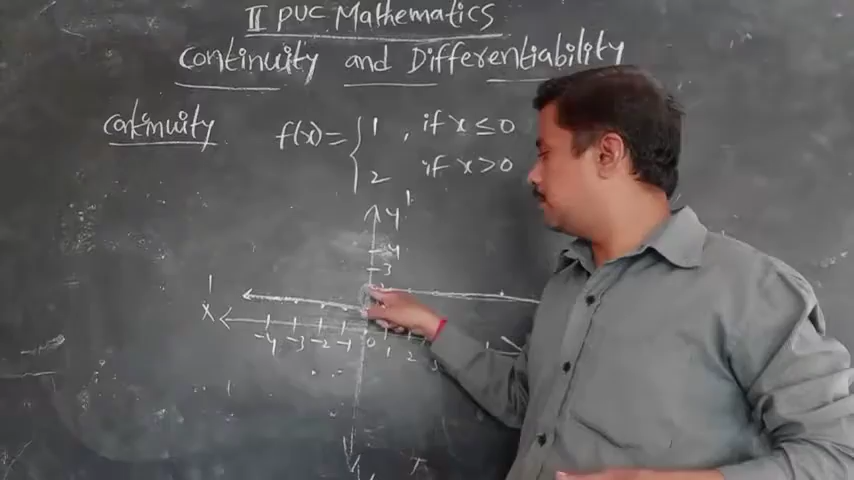 II PUC Mathematics
Continuity and Differentiability
Continuity
f(x) = { 1 , if x ≤ 0
2 if x > 0
y'
4
3
x'
-4 -3 -2 -1 0 1 2 3